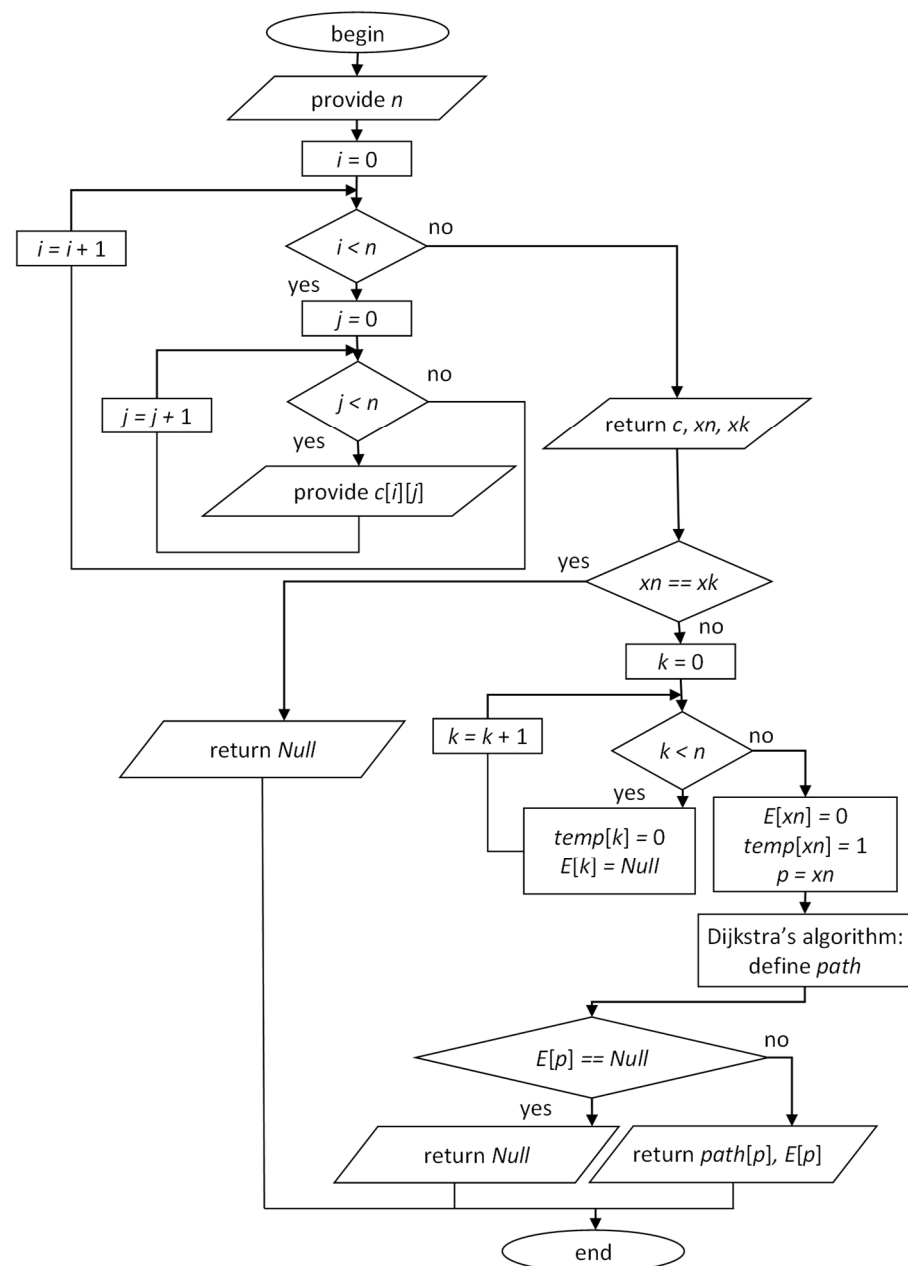 begin
provide n
i = 0
i = i + 1
i < n
no
yes
j = 0
j = j + 1
j < n
no
yes
provide c[i][j]
return c, xn, xk
xn == xk
yes
no
k = 0
return Null
k = k + 1
k < n
no
yes
temp[k] = 0
E[k] = Null
E[xn] = 0
temp[xn] = 1
p = xn
Dijkstra’s algorithm:
define path
E[p] == Null
no
yes
return Null
return path[p], E[p]
end